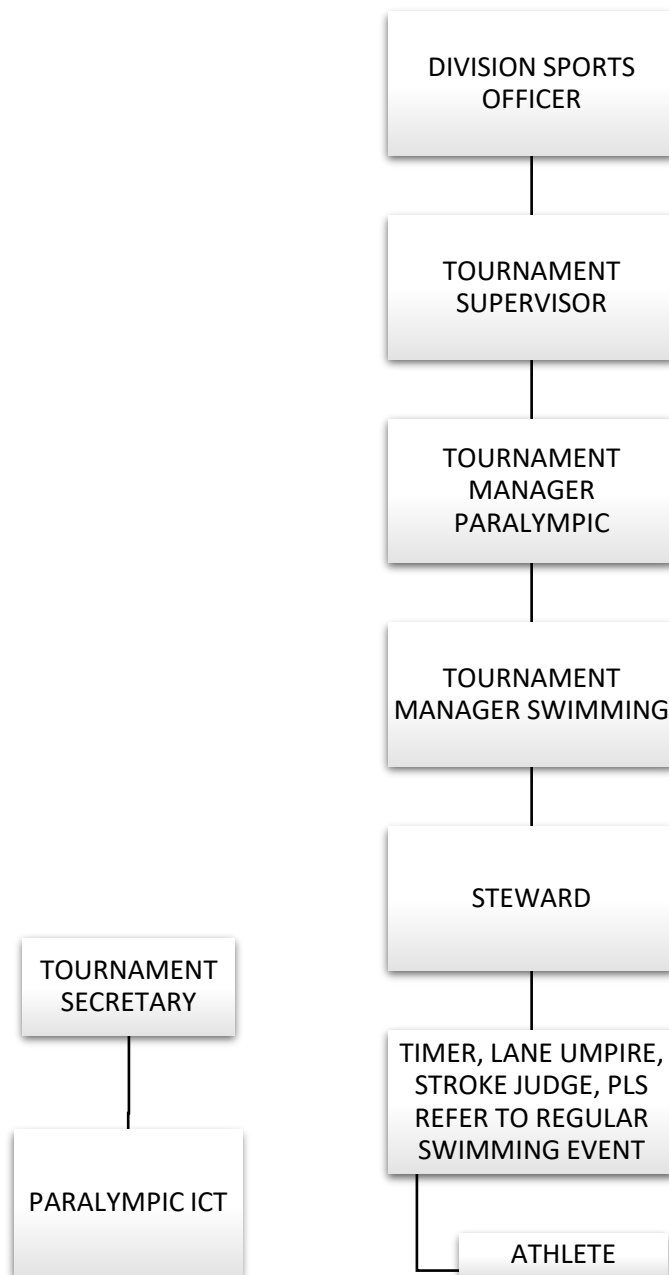 DIVISION SPORTS
OFFICER
TOURNAMENT
SUPERVISOR
TOURNAMENT
MANAGER
PARALYMPIC
TOURNAMENT
MANAGER SWIMMING
STEWARD
TOURNAMENT
SECRETARY
TIMER, LANE UMPIRE,
STROKE JUDGE, PLS
REFER TO REGULAR
SWIMMING EVENT
PARALYMPIC ICT
ATHLETE